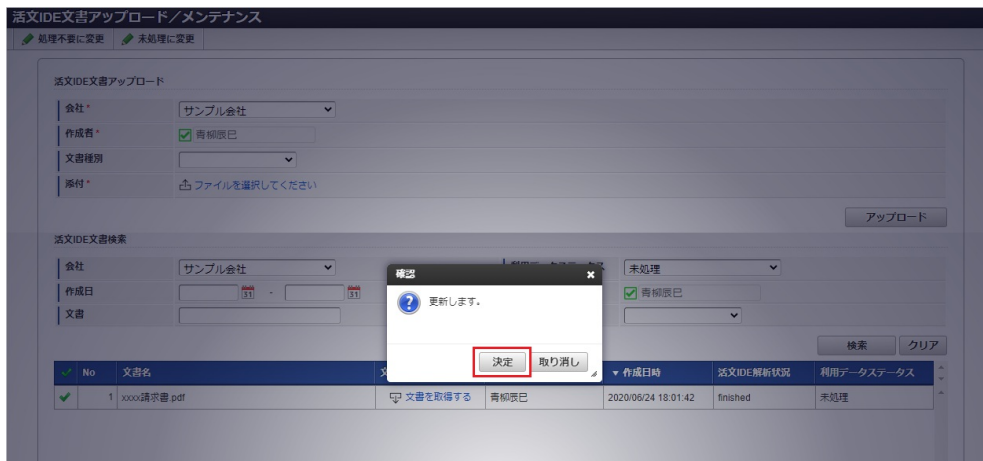 活文IDE文書アップロード／メンテナンス
処理不要に変更 未処理に変更
活文IDE文書アップロード
会社* サンプル会社
作成者* 青柳辰巳
文書種別
添付* ファイルを選択してください
アップロード
活文IDE文書検索
会社 サンプル会社 未処理
作成日 31 - 31 青柳辰巳
文書
確認
更新します。
決定 取り消し
検索 クリア
No 文書名 作成日時 活文IDE解析状況 利用データステータス
1 xxxx請求書.pdf 文書を取得する 青柳辰巳 2020/06/24 18:01:42 finished 未処理